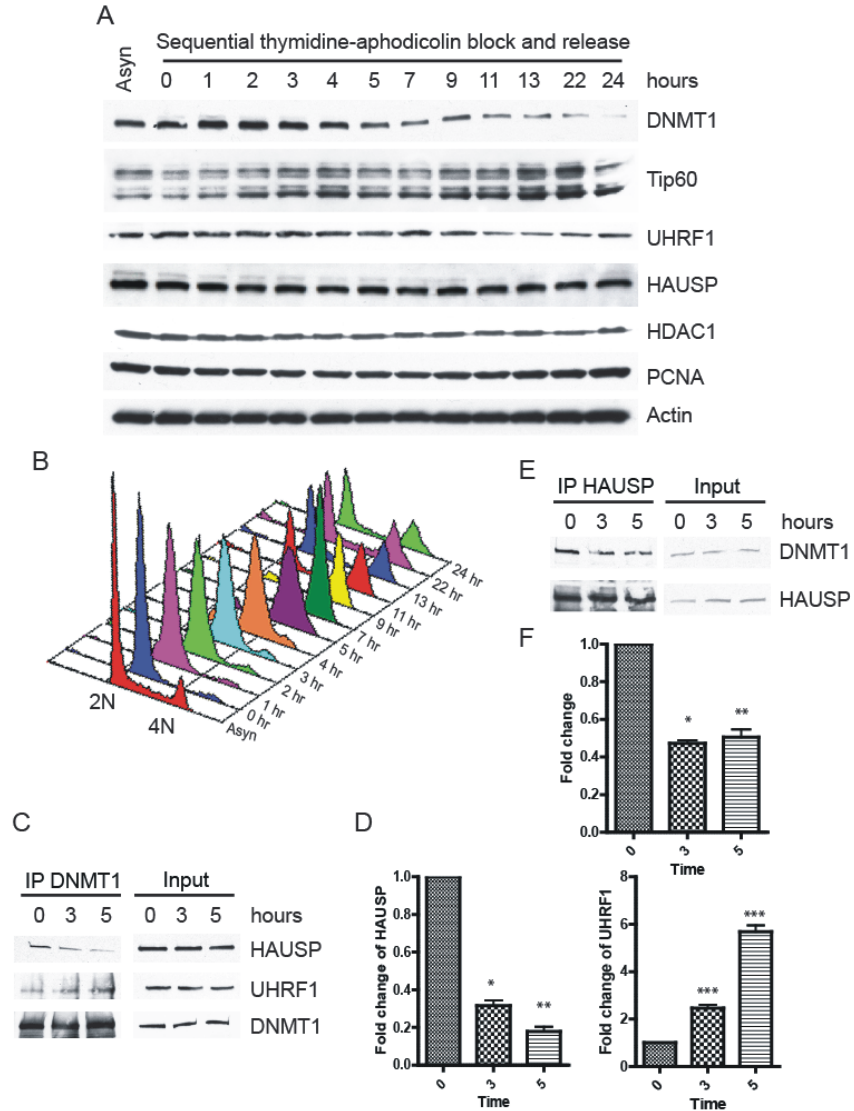 A
Sequential thymidine-aphodicolin block and release
Asyn 0 1 2 3 4 5 7 9 11 13 22 24 hours
DNMT1
Tip60
UHRF1
HAUSP
HDAC1
PCNA
Actin
B
2N
4N
Asyn
0 hr
1 hr
2 hr
3 hr
4 hr
5 hr
7 hr
9 hr
11 hr
13 hr
22 hr
24 hr
C
IP DNMT1 Input
0 3 5 0 3 5 hours
HAUSP
UHRF1
DNMT1
D
Fold change of HAUSP
1.0
0.8
0.6
0.4
0.2
0.0
* **
0 3 5
Time
Fold change of UHRF1
8
6
4
2
0
*** ***
0 3 5
Time
E
IP HAUSP Input
0 3 5 0 3 5 hours
DNMT1
HAUSP
F
Fold change
1.0
0.8
0.6
0.4
0.2
0.0
* **
0 3 5
Time